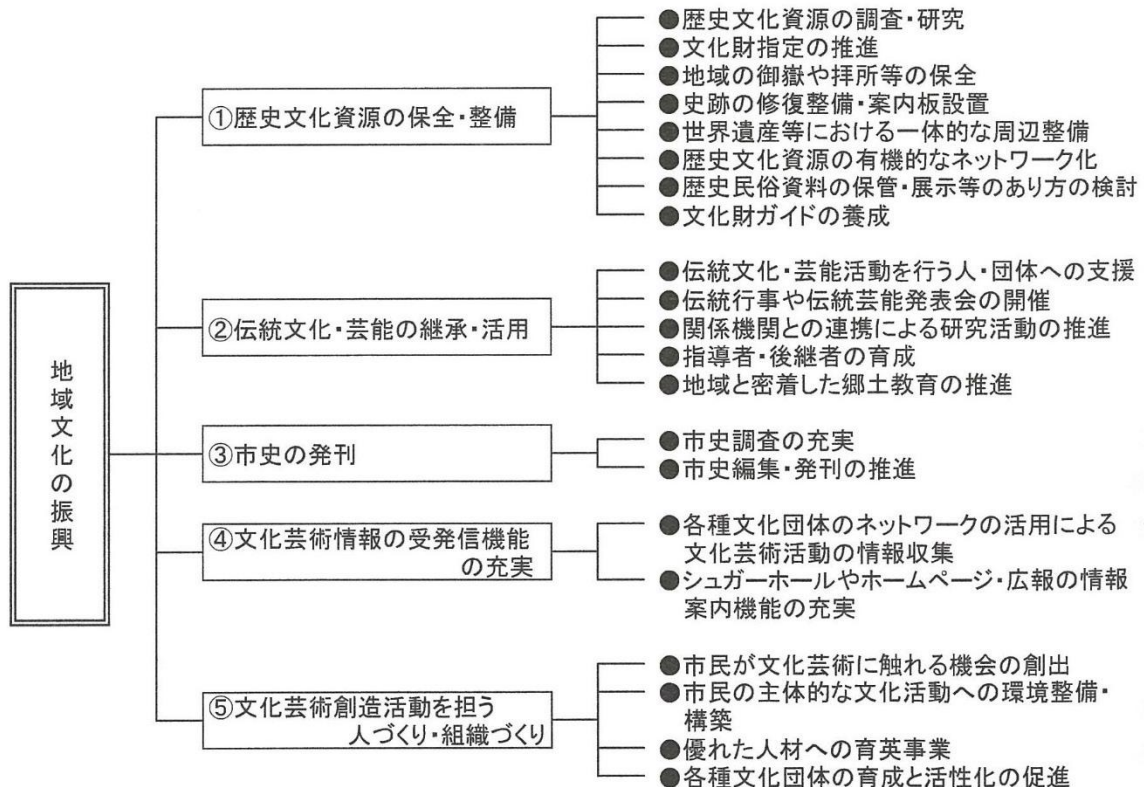 地域文化の振興
①歴史文化資源の保全・整備
●歴史文化資源の調査・研究
●文化財指定の推進
●地域の御嶽や拝所等の保全
●史跡の修復整備・案内板設置
●世界遺産等における一体的な周辺整備
●歴史文化資源の有機的なネットワーク化
●歴史民俗資料の保管・展示等のあり方の検討
●文化財ガイドの養成
②伝統文化・芸能の継承・活用
●伝統文化・芸能活動を行う人・団体への支援
●伝統行事や伝統芸能発表会の開催
●関係機関との連携による研究活動の推進
●指導者・後継者の育成
●地域と密着した郷土教育の推進
③市史の発刊
●市史調査の充実
●市史編集・発刊の推進
④文化芸術情報の受発信機能
の充実
●各種文化団体のネットワークの活用による
文化芸術活動の情報収集
●シュガーホールやホームページ・広報の情報
案内機能の充実
⑤文化芸術創造活動を担う
人づくり・組織づくり
●市民が文化芸術に触れる機会の創出
●市民の主体的な文化活動への環境整備・
構築
●優れた人材への育英事業
●各種文化団体の育成と活性化の促進